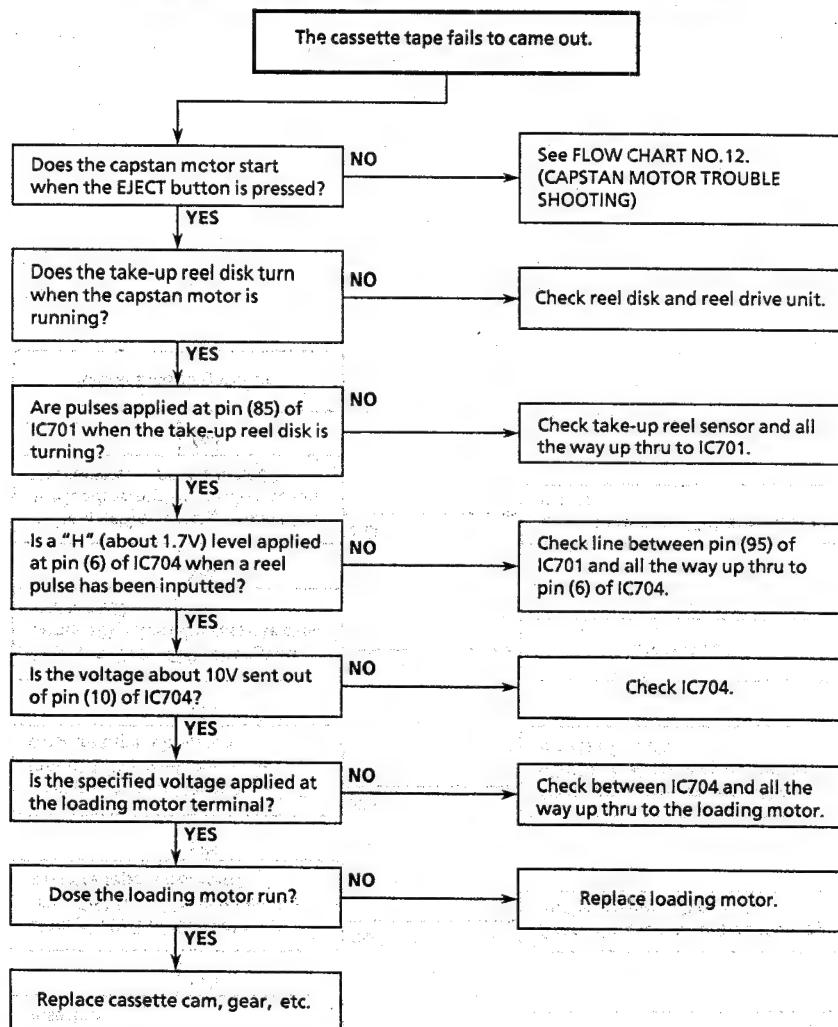 The cassette tape fails to came out.
Does the capstan motor start
when the EJECT button is pressed?
NO
See FLOW CHART NO.12.
(CAPSTAN MOTOR TROUBLE
SHOOTING)
YES
Does the take-up reel disk turn
when the capstan motor is
running?
NO
Check reel disk and reel drive unit.
YES
Are pulses applied at pin (85) of
IC701 when the take-up reel disk is
turning?
NO
Check take-up reel sensor and all
the way up thru to IC701.
YES
Is a "H" (about 1.7V) level applied
at pin (6) of IC704 when a reel
pulse has been inputted?
NO
Check line between pin (95) of
IC701 and all the way up thru to
pin (6) of IC704.
YES
Is the voltage about 10V sent out
of pin (10) of IC704?
NO
Check IC704.
YES
Is the specified voltage applied at
the loading motor terminal?
NO
Check between IC704 and all the
way up thru to the loading motor.
YES
Dose the loading motor run?
NO
Replace loading motor.
YES
Replace cassette cam, gear, etc.